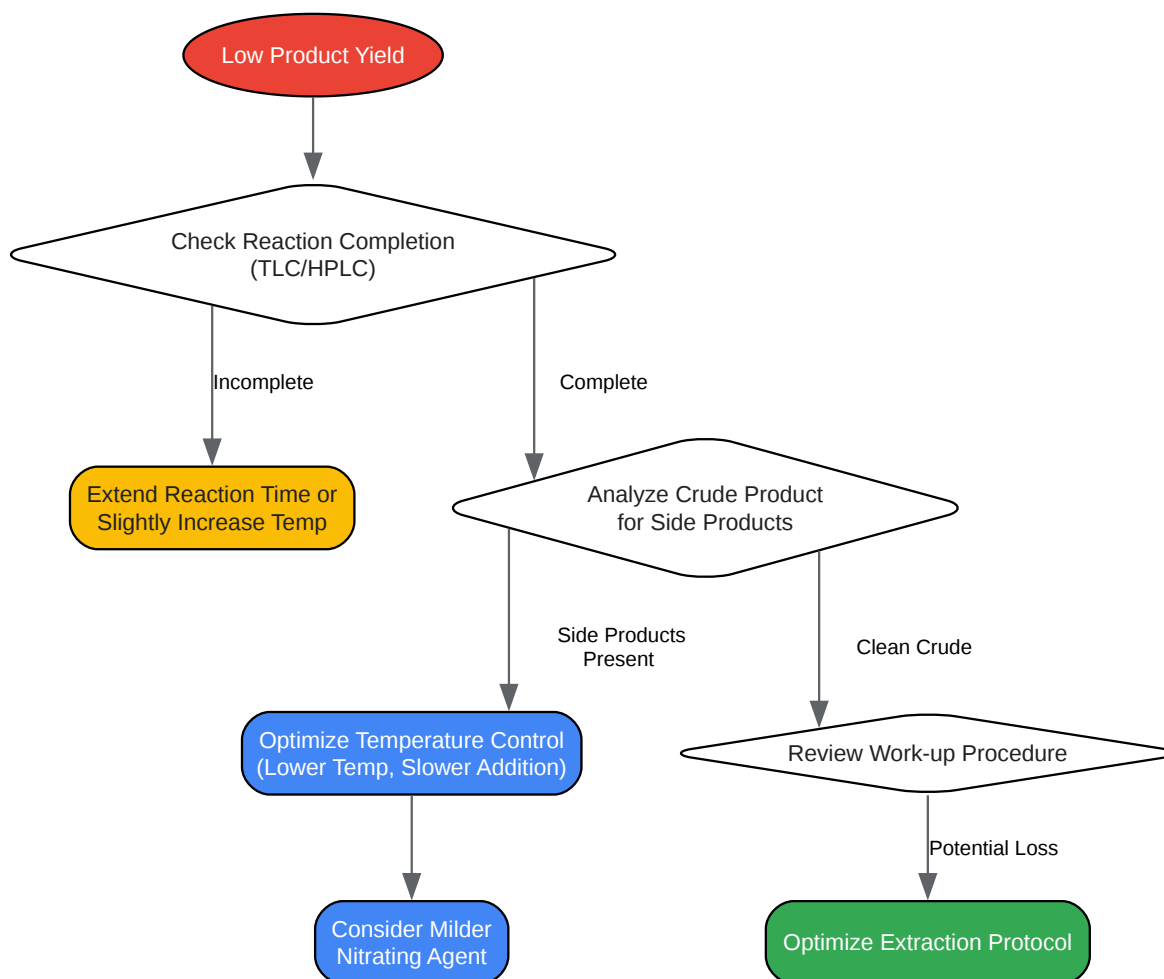 Low Product Yield
Check Reaction Completion
(TLC/HPLC)
Incomplete
Complete
Extend Reaction Time or
Slightly Increase Temp
Analyze Crude Product
for Side Products
Side Products
Present
Clean Crude
Optimize Temperature Control
(Lower Temp, Slower Addition)
Review Work-up Procedure
Potential Loss
Consider Milder
Nitrating Agent
Optimize Extraction Protocol